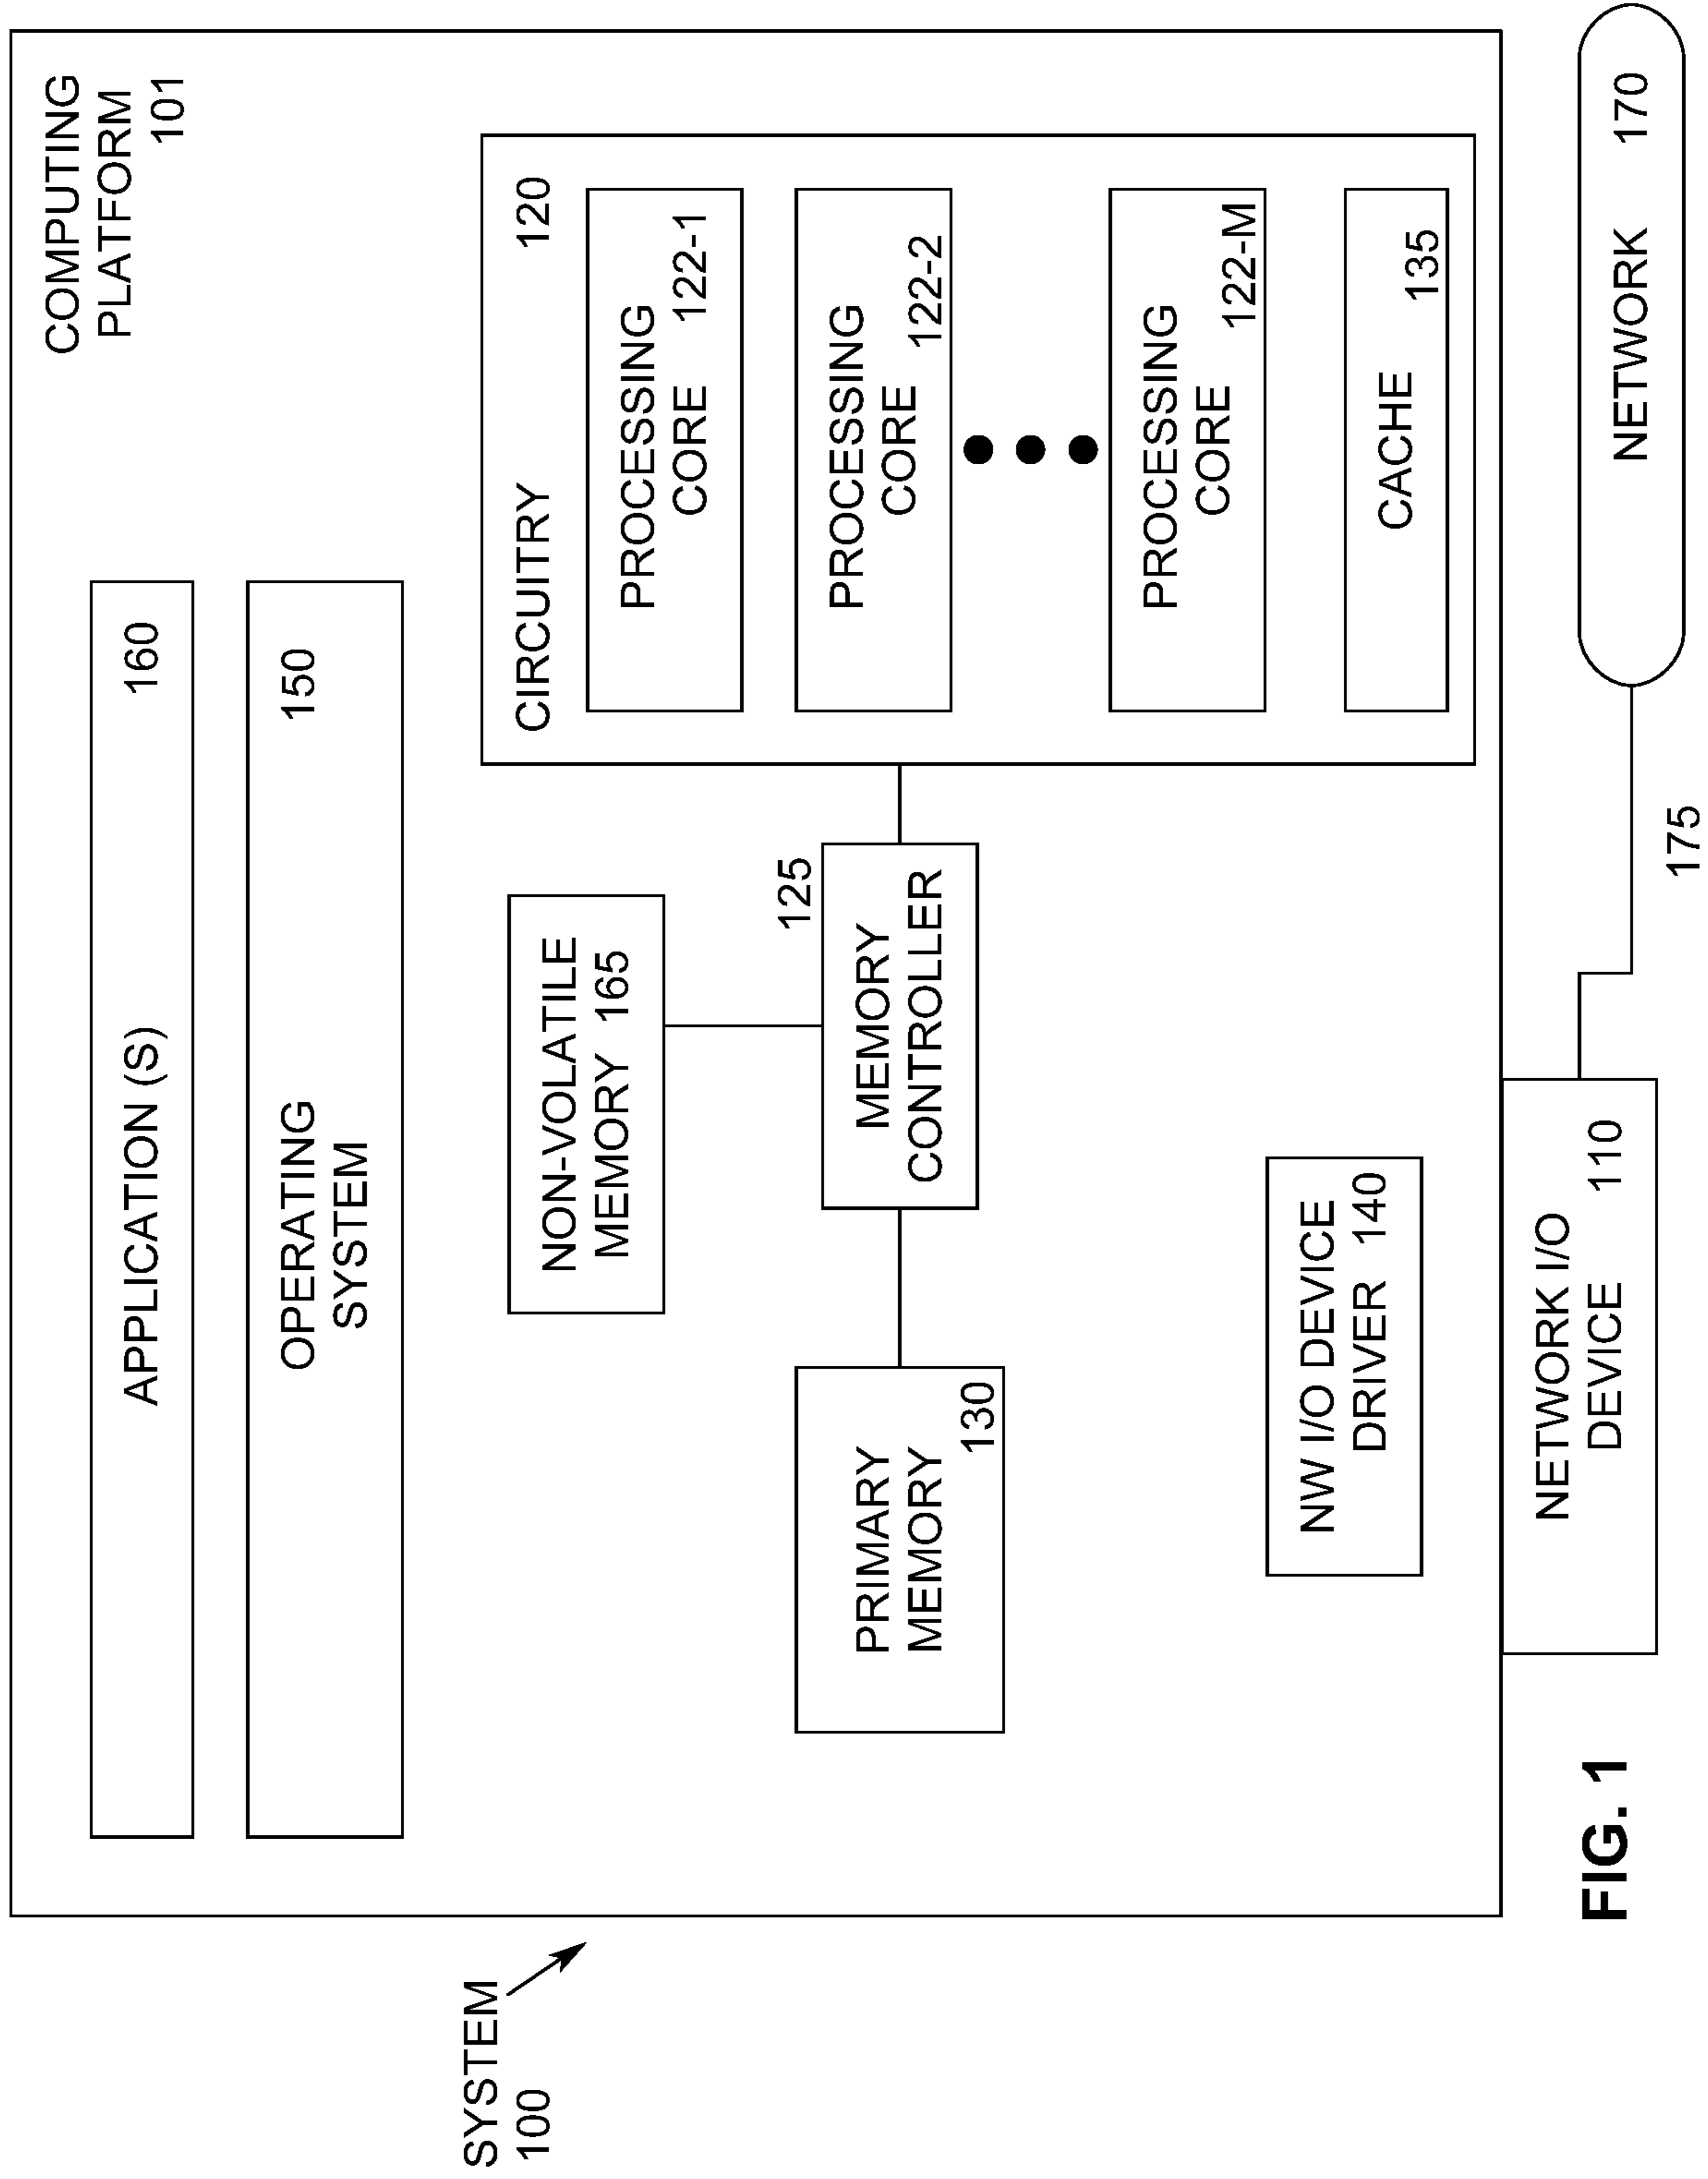 SYSTEM
100
COMPUTING
PLATFORM
101
APPLICATION (S) 160
OPERATING 150
SYSTEM
NON-VOLATILE
MEMORY 165
125
MEMORY
CONTROLLER
PRIMARY
MEMORY
130
CIRCUITRY 120
PROCESSING
CORE 122-1
PROCESSING
CORE 122-2
PROCESSING
CORE 122-M
CACHE 135
NW I/O DEVICE
DRIVER 140
NETWORK I/O
DEVICE 110
175
NETWORK 170
FIG. 1